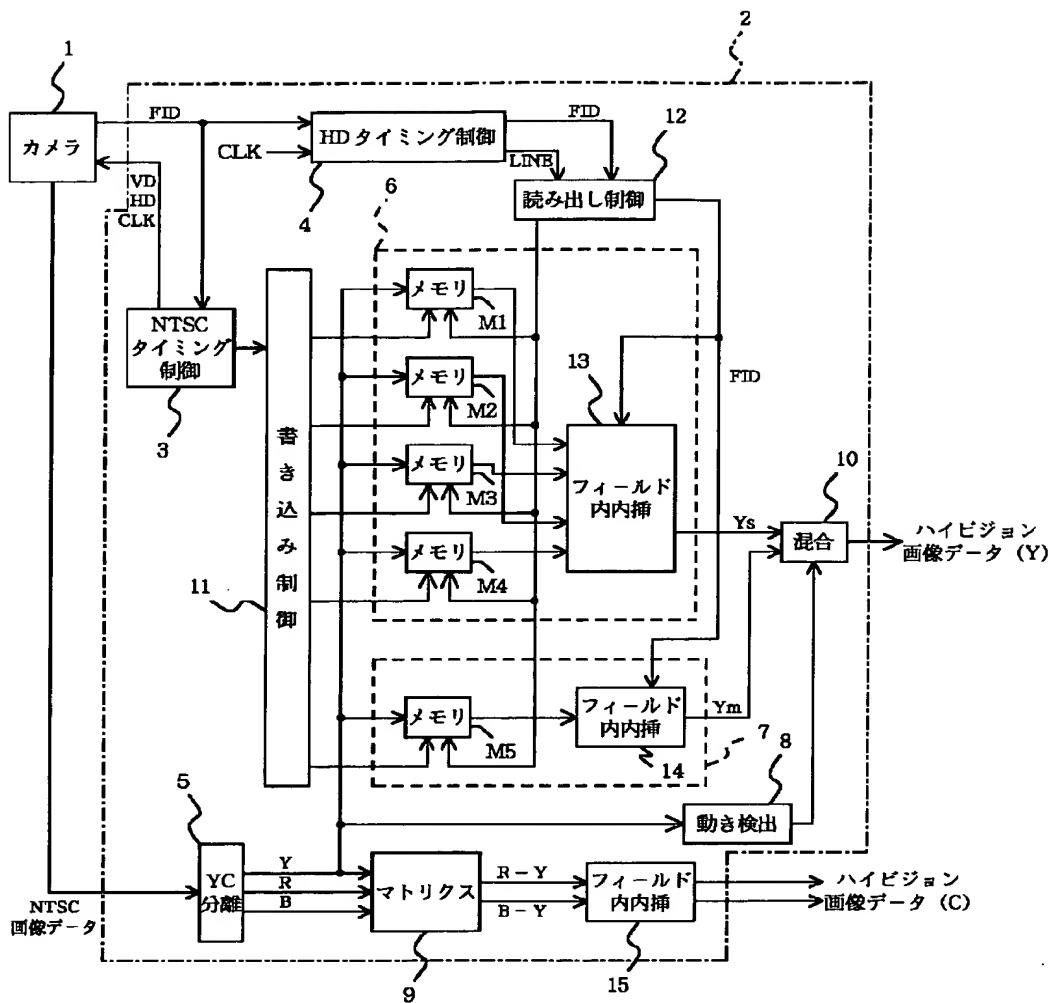 2
1
FID
FID
カメラ
HDタイミング制御
12
CLK
LINE
VD
HD
CLK
4
6
読み出し制御
メモリ
M1
NTSC
タイミング
制御
3
13
FID
メモリ
M2
書き込み制御
メモリ
M3
フィールド
内内挿
10
Ys
混合
ハイビジョン
画像データ (Y)
メモリ
M4
11
メモリ
M5
フィールド
内内挿
Ym
14
7
8
5
動き検出
YC
分離
Y
R
B
マトリクス
R-Y
B-Y
フィールド
内内挿
ハイビジョン
画像データ (C)
NTSC
画像データ
9
15